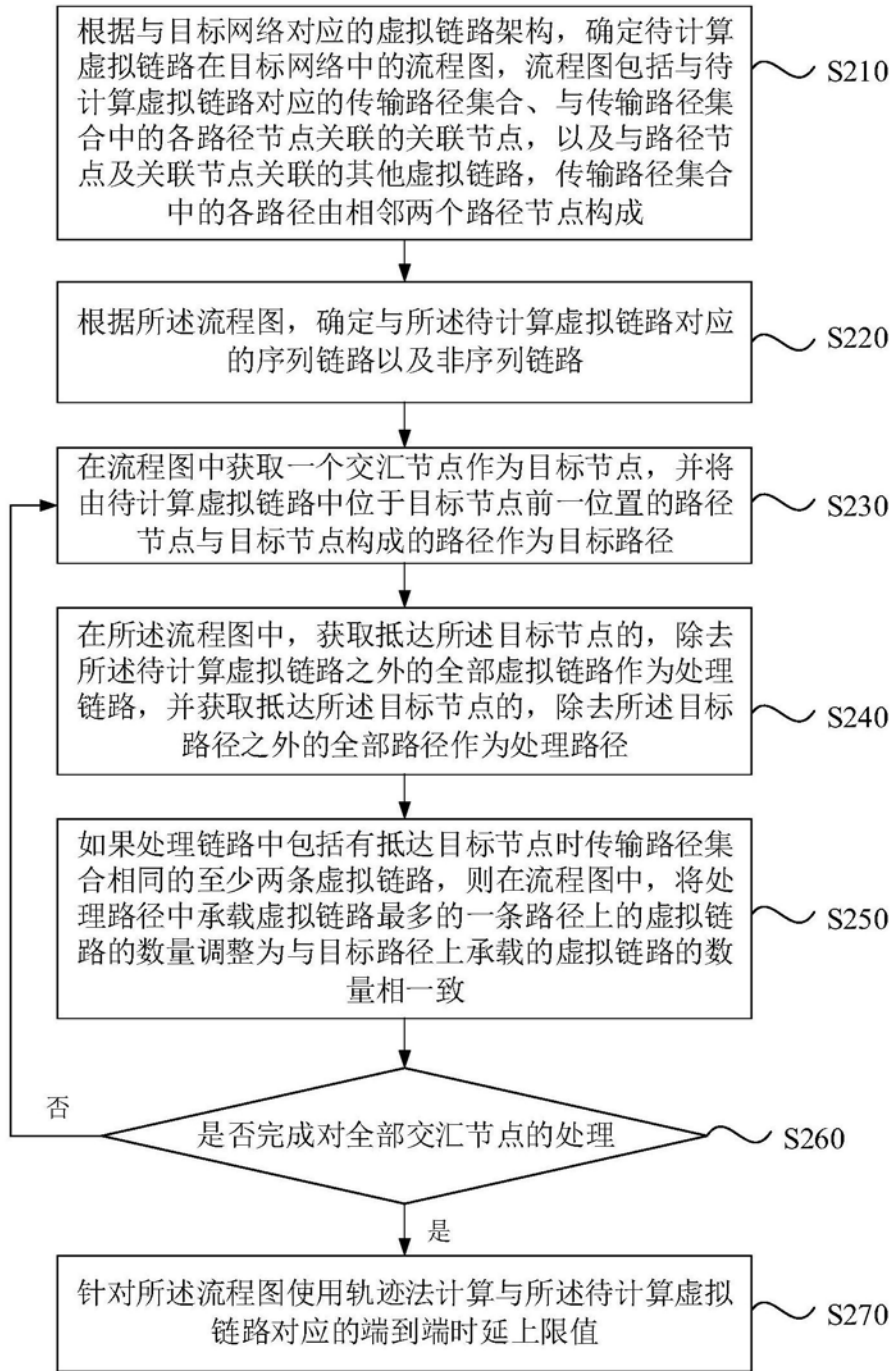 根据与目标网络对应的虚拟链路架构，确定待计算
虚拟链路在目标网络中的流程图，流程图包括与待
计算虚拟链路对应的传输路径集合、与传输路径集
合中的各路径节点关联的关联节点，以及与路径节
点及关联节点关联的其他虚拟链路，传输路径集合
中的各路径由相邻两个路径节点构成
S210
根据所述流程图，确定与所述待计算虚拟链路对应
的序列链路以及非序列链路
S220
在流程图中获取一个交汇节点作为目标节点，并将
由待计算虚拟链路中位于目标节点前一位置的路径
节点与目标节点构成的路径作为目标路径
S230
在所述流程图中，获取抵达所述目标节点的，除去
所述待计算虚拟链路之外的全部虚拟链路作为处理
链路，并获取抵达所述目标节点的，除去所述目标
路径之外的全部路径作为处理路径
S240
如果处理链路中包括有抵达目标节点时传输路径集
合相同的至少两条虚拟链路，则在流程图中，将处
理路径中承载虚拟链路最多的一条路径上的虚拟链
路的数量调整为与目标路径上承载的虚拟链路的数
量相一致
S250
否
是否完成对全部交汇节点的处理
S260
是
针对所述流程图使用轨迹法计算与所述待计算虚拟
链路对应的端到端时延上限值
S270